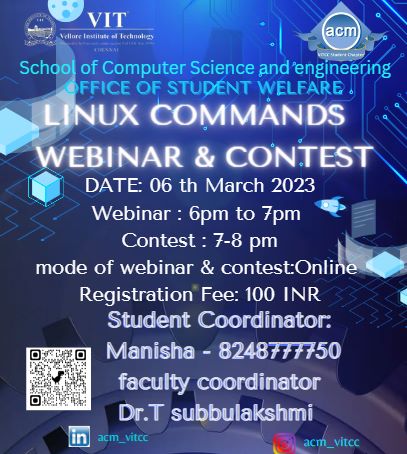 VIT
Vellore Institute of Technology
CHENNAI
acm
VITCC Student Chapter
School of Computer Science and engineering
OFFICE OF STUDENT WELFARE
LINUX COMMANDS
WEBINAR & CONTEST
DATE: 06 th March 2023
Webinar : 6pm to 7pm
Contest : 7-8 pm
mode of webinar & contest:Online
Registration Fee: 100 INR
Student Coordinator:
Manisha - 8248777750
faculty coordinator
Dr.T subbulakshmi
in
acm_vitcc
acm_vitcc